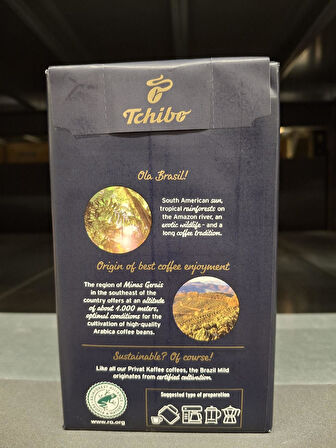 Tchibo
Ola Brasil!
South American sun,
tropical rainforests on
the Amazon river, an
exotic wildlife - and a
long coffee tradition.
Origin of best coffee enjoyment
The region of Minas Gerais
in the southeast of the
country offers at an altitude
of about 1.000 meters,
optimal conditions for the
cultivation of high-quality
Arabica coffee beans.
Sustainable? Of course!
Like all our Privat Kaffee coffees, the Brazil Mild
originates from certified cultivation.
Suggested type of preparation
www.ra.org